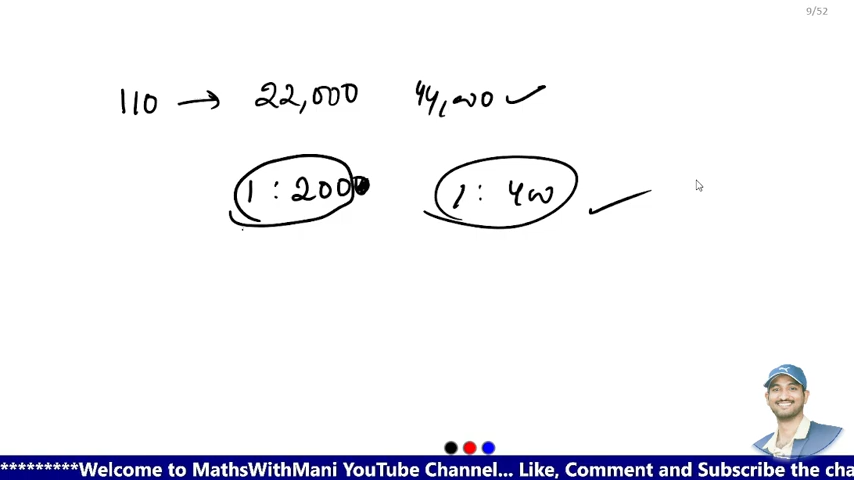 9/52
110 → 22,000 44,000 ✓
1 : 200 1 : 400 ✓
*********Welcome to MathsWithMani YouTube Channel... Like, Comment and Subscribe the cha